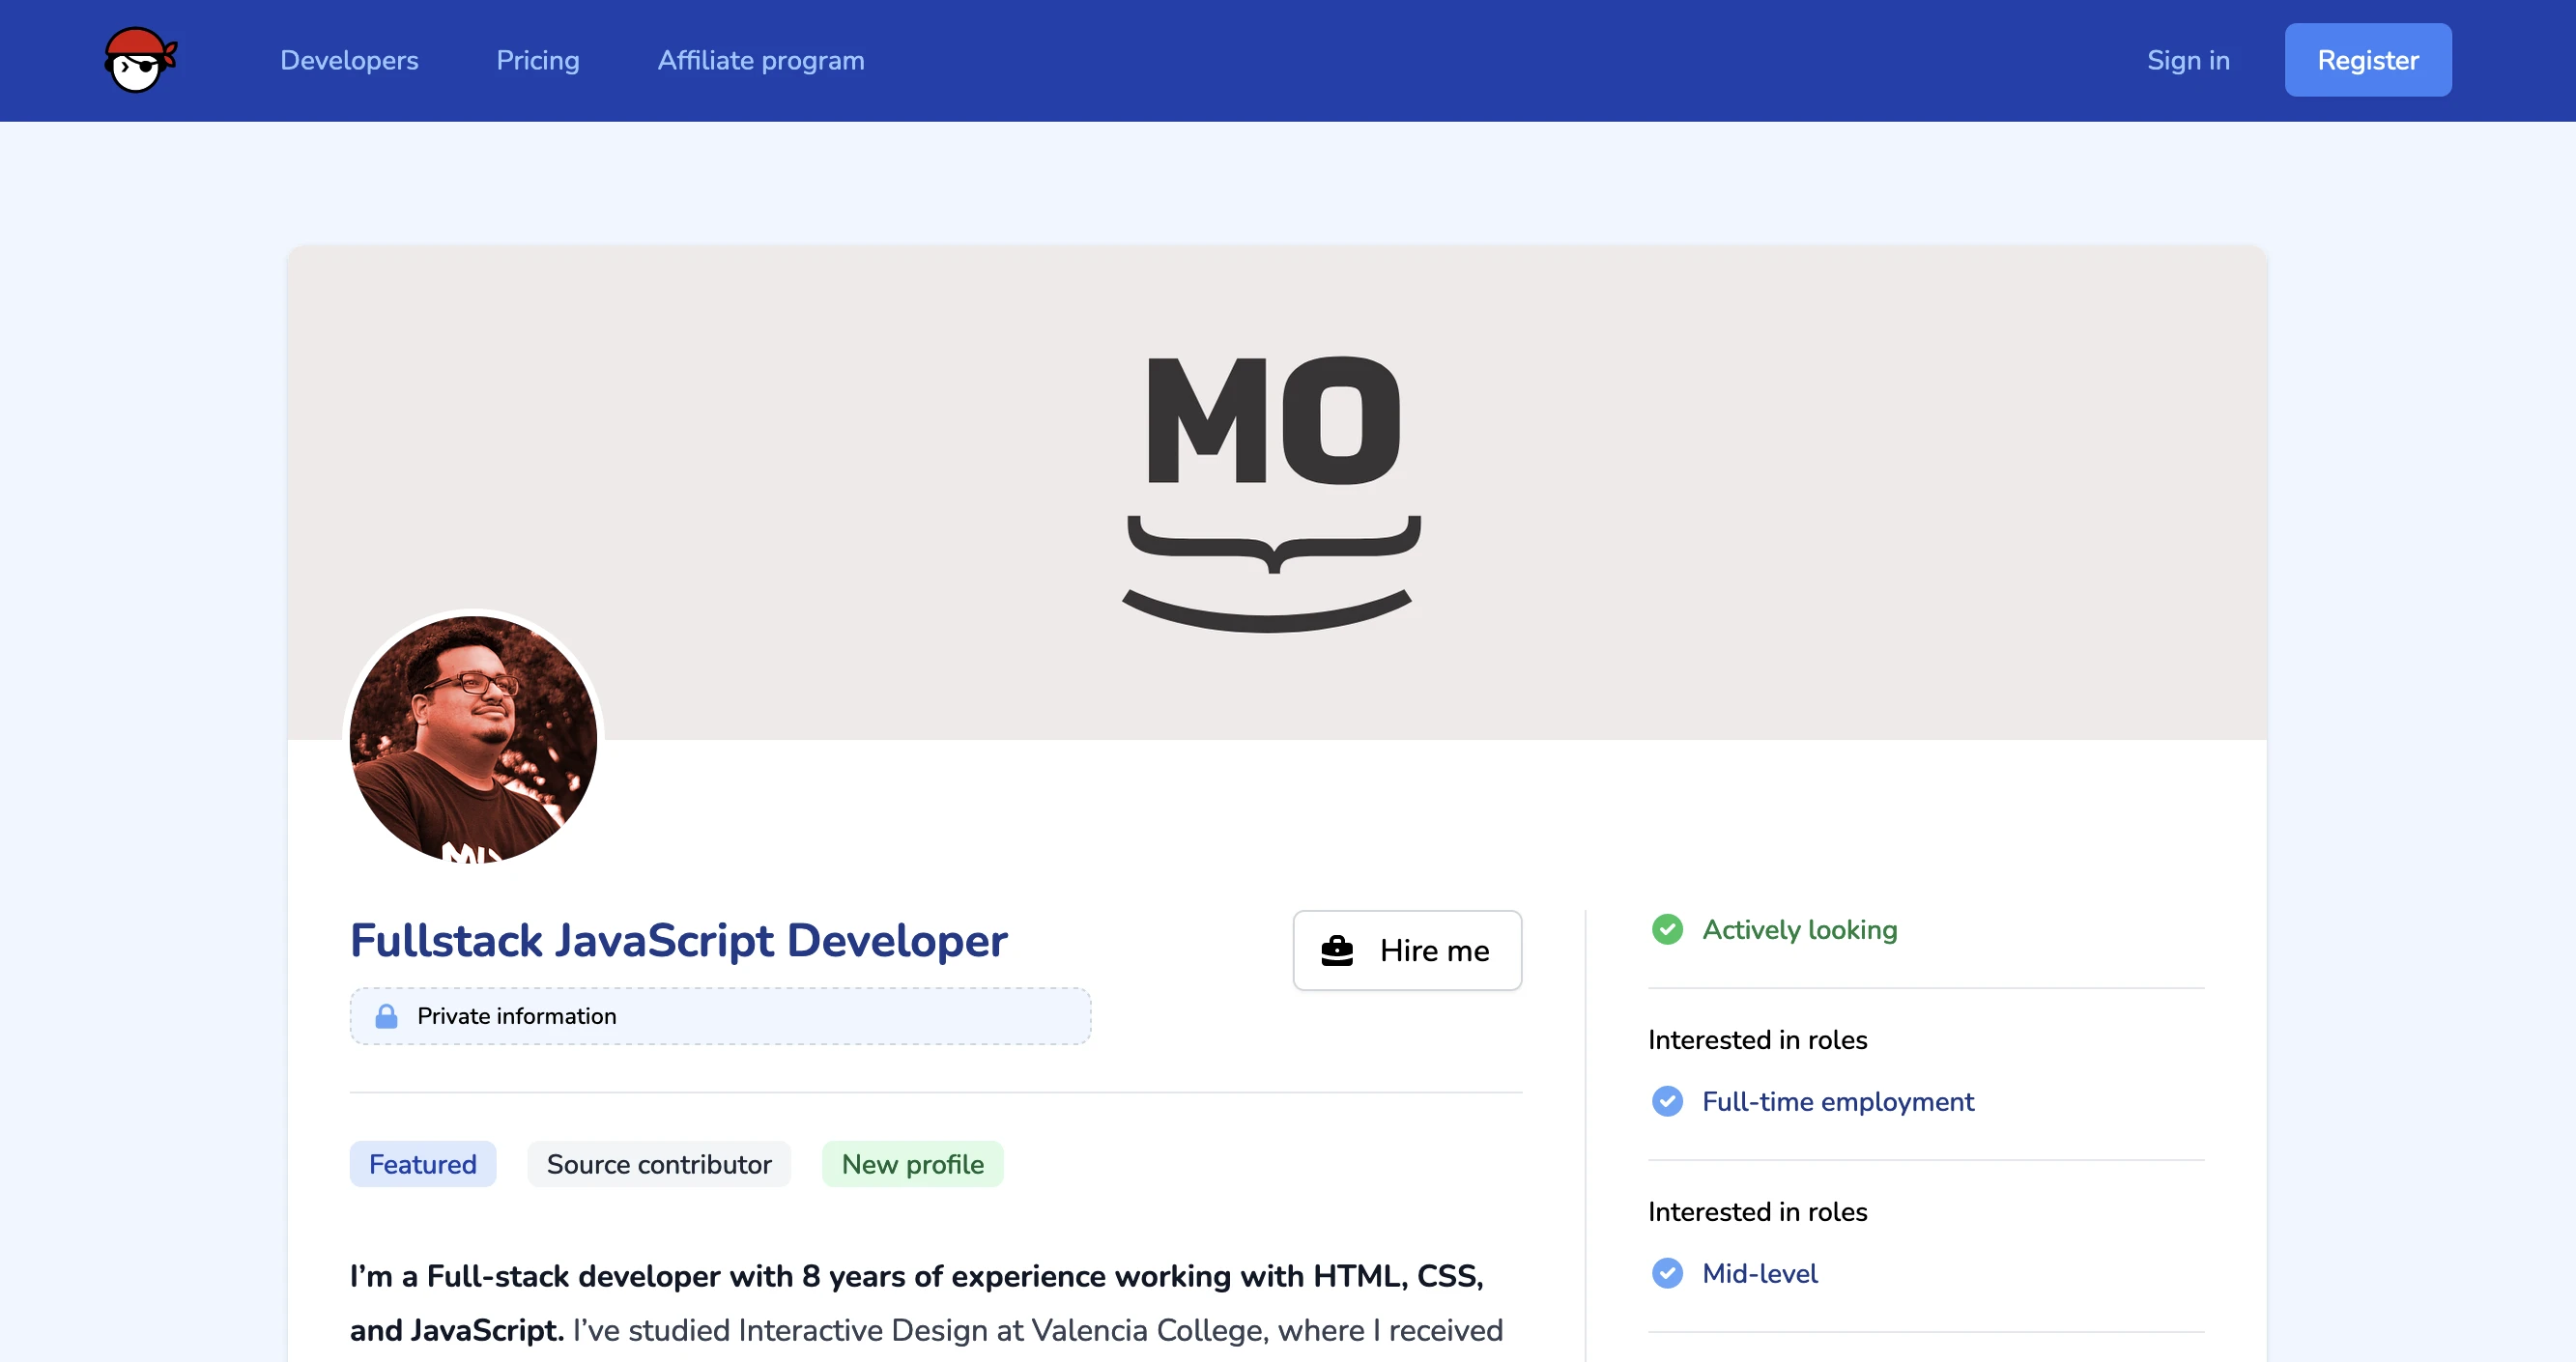 Developers
Pricing
Affiliate program
Sign in
Register
MO
Fullstack JavaScript Developer
Private information
Hire me
Featured
Source contributor
New profile
I’m a Full-stack developer with 8 years of experience working with HTML, CSS,
and JavaScript. I’ve studied Interactive Design at Valencia College, where I received
Actively looking
Interested in roles
Full-time employment
Interested in roles
Mid-level